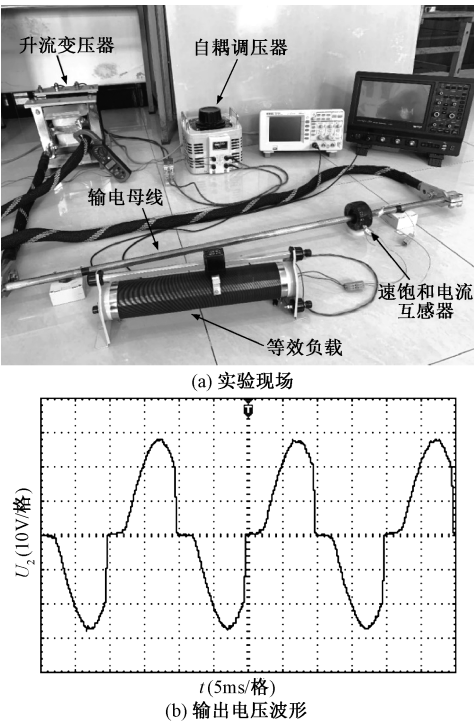 升流变压器
自耦调压器
输电母线
速饱和电流
互感器
等效负载
(a) 实验现场
T
U₂(10V/格)
t(5ms/格)
(b) 输出电压波形